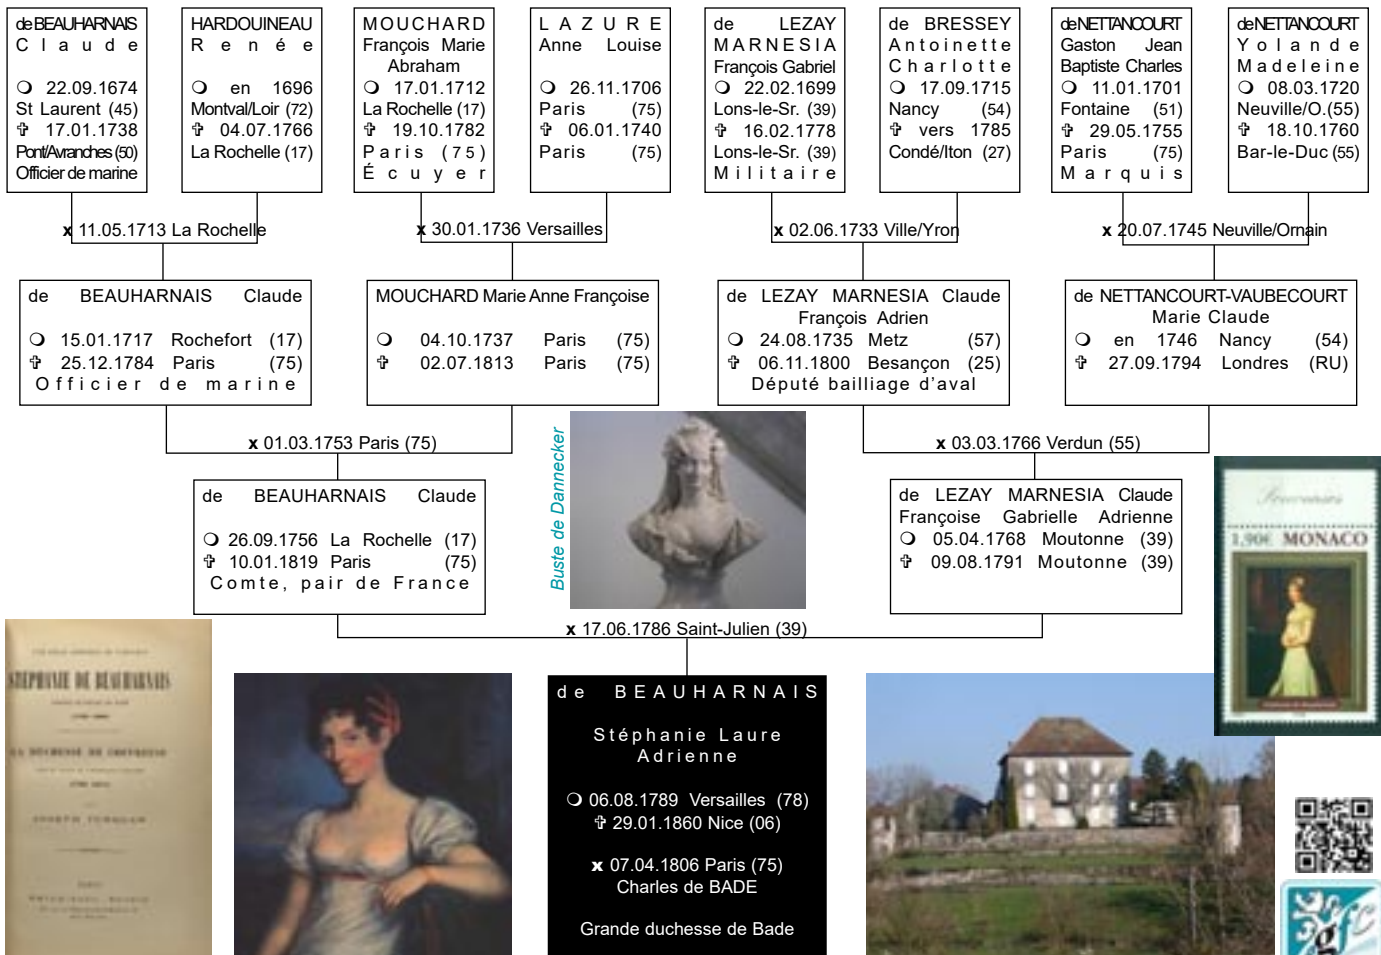 de BEAUHARNAIS
Claude
❍ 22.09.1674
St Laurent (45)
✞ 17.01.1738
Pont/Avranches (50)
Officier de marine
HARDOUINEAU
Renée
❍ en 1696
Montval/Loir (72)
✞ 04.07.1766
La Rochelle (17)
MOUCHARD
François Marie
Abraham
❍ 17.01.1712
La Rochelle (17)
✞ 19.10.1782
Paris (75)
Écuyer
LAZURE
Anne Louise
❍ 26.11.1706
Paris (75)
✞ 06.01.1740
Paris (75)
de LEZAY
MARNESIA
François Gabriel
❍ 22.02.1699
Lons-le-Sr. (39)
✞ 16.02.1778
Lons-le-Sr. (39)
Militaire
de BRESSEY
Antoinette
Charlotte
❍ 17.09.1715
Nancy (54)
✞ vers 1785
Condé/Iton (27)
de NETTANCOURT
Gaston Jean
Baptiste Charles
❍ 11.01.1701
Fontaine (51)
✞ 29.05.1755
Paris (75)
Marquis
de NETTANCOURT
Yolande
Madeleine
❍ 08.03.1720
Neuville/O.(55)
✞ 18.10.1760
Bar-le-Duc (55)
x 11.05.1713 La Rochelle
x 30.01.1736 Versailles
x 02.06.1733 Ville/Yron
x 20.07.1745 Neuville/Ornain
de BEAUHARNAIS Claude
❍ 15.01.1717 Rochefort (17)
✞ 25.12.1784 Paris (75)
Officier de marine
MOUCHARD Marie Anne Françoise
❍ 04.10.1737 Paris (75)
✞ 02.07.1813 Paris (75)
de LEZAY MARNESIA Claude
François Adrien
❍ 24.08.1735 Metz (57)
✞ 06.11.1800 Besançon (25)
Député bailliage d'aval
de NETTANCOURT-VAUBECOURT
Marie Claude
❍ en 1746 Nancy (54)
✞ 27.09.1794 Londres (RU)
x 01.03.1753 Paris (75)
x 03.03.1766 Verdun (55)
Buste de Dannecker
de BEAUHARNAIS Claude
❍ 26.09.1756 La Rochelle (17)
✞ 10.01.1819 Paris (75)
Comte, pair de France
de LEZAY MARNESIA Claude
Françoise Gabrielle Adrienne
❍ 05.04.1768 Moutonne (39)
✞ 09.08.1791 Moutonne (39)
1,90€ MONACO
x 17.06.1786 Saint-Julien (39)
STÉPHANIE DE BEAUHARNAIS
LA DUCHESSE DE CHEVREUSE
JOSEPH TURQUAN
PARIS
de BEAUHARNAIS
Stéphanie Laure
Adrienne
❍ 06.08.1789 Versailles (78)
✞ 29.01.1860 Nice (06)
x 07.04.1806 Paris (75)
Charles de BADE
Grande duchesse de Bade
gfc